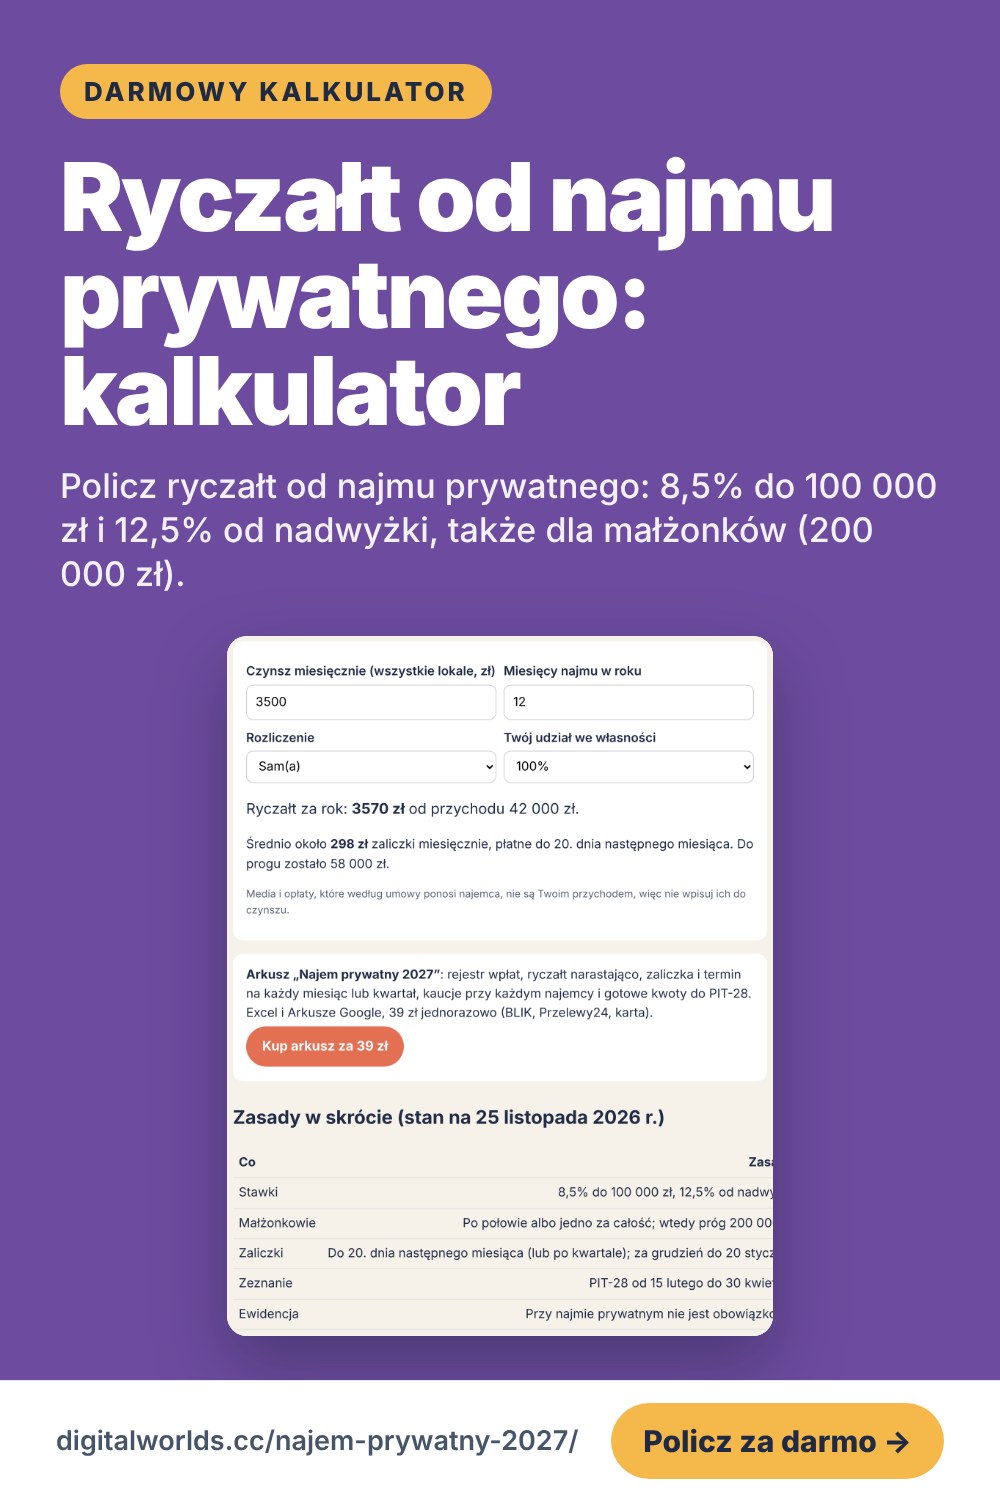 DARMOWY KALKULATOR
Ryczałt od najmu
prywatnego:
kalkulator
Policz ryczałt od najmu prywatnego: 8,5% do 100 000
zł i 12,5% od nadwyżki, także dla małżonków (200
000 zł).
Czynsz miesięcznie (wszystkie lokale, zł) Miesięcy najmu w roku
3500 12
Rozliczenie Twój udział we własności
Sam(a) 100%
Ryczałt za rok: 3570 zł od przychodu 42 000 zł.
Średnio około 298 zł zaliczki miesięcznie, płatne do 20. dnia następnego miesiąca. Do
progu zostało 58 000 zł.
Media i opłaty, które według umowy ponosi najemca, nie są Twoim przychodem, więc nie wpisuj ich do
czynszu.
Arkusz „Najem prywatny 2027”: rejestr wpłat, ryczałt narastająco, zaliczka i termin
na każdy miesiąc lub kwartał, kaucje przy każdym najemcy i gotowe kwoty do PIT-28.
Excel i Arkusze Google, 39 zł jednorazowo (BLIK, Przelewy24, karta).
Kup arkusz za 39 zł
Zasady w skrócie (stan na 25 listopada 2026 r.)
Co Zasa
Stawki 8,5% do 100 000 zł, 12,5% od nadwy
Małżonkowie Po połowie albo jedno za całość; wtedy próg 200 00
Zaliczki Do 20. dnia następnego miesiąca (lub po kwartale); za grudzień do 20 stycz
Zeznanie PIT-28 od 15 lutego do 30 kwiet
Ewidencja Przy najmie prywatnym nie jest obowiązko
digitalworlds.cc/najem-prywatny-2027/
Policz za darmo →